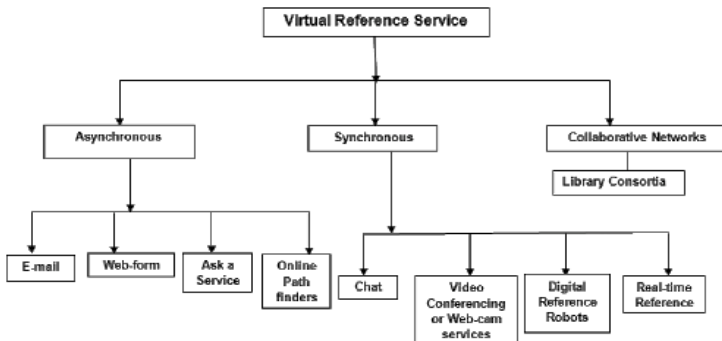 Virtual Reference Service
Asynchronous
Synchronous
Collaborative Networks
Library Consortia
E-mail
Web-form
Ask a
Service
Online
Path
finders
Chat
Video
Conferencing
or Web-cam
services
Digital
Reference
Robots
Real-time
Reference